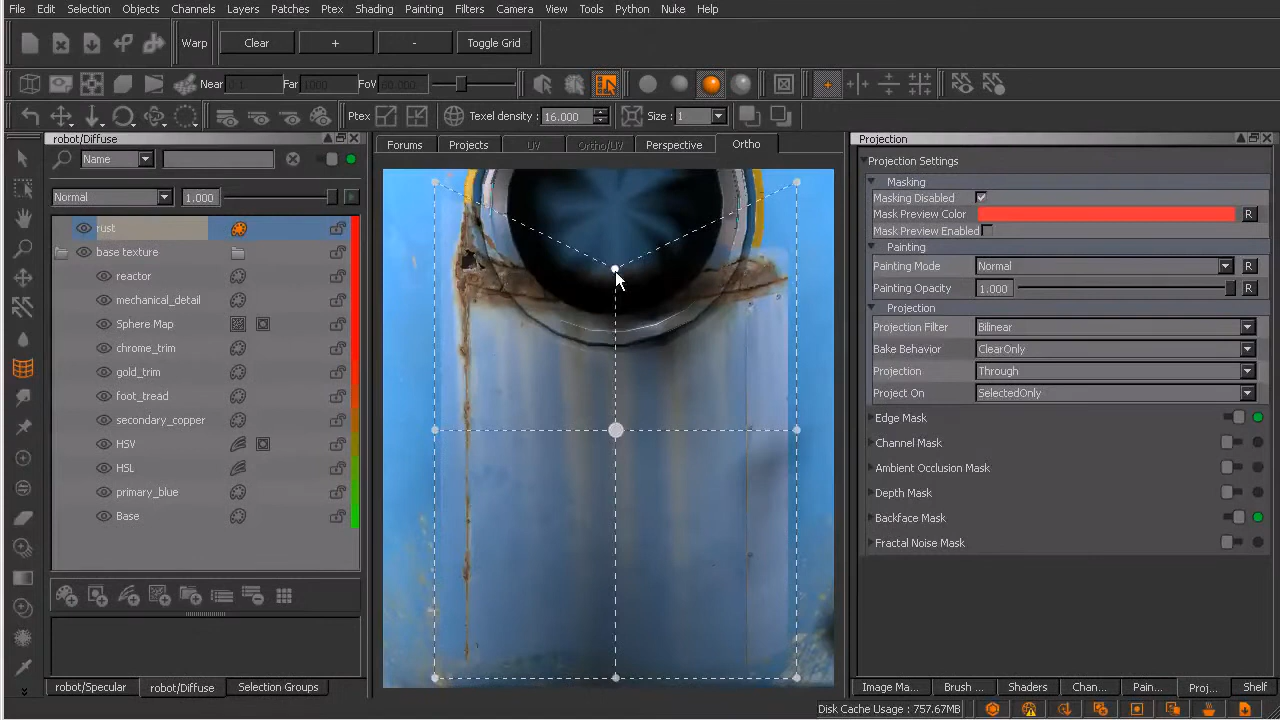 File Edit Selection Objects Channels Layers Patches Ptex Shading Painting Filters Camera View Tools Python Nuke Help
Warp Clear + - Toggle Grid
Near 0.1 Far 1000 FoV
Ptex Texel density : 16.000 Size : 1
robot/Diffuse
Name
Normal 1.000
rust
base texture
reactor
mechanical_detail
Sphere Map
chrome_trim
gold_trim
foot_tread
secondary_copper
HSV
HSL
primary_blue
Base
robot/Specular robot/Diffuse Selection Groups
Forums Projects UV Ortho/UV Perspective Ortho
Projection
Projection Settings
Masking
Masking Disabled
Mask Preview Color R
Mask Preview Enabled
Painting
Painting Mode Normal R
Painting Opacity 1.000 R
Projection
Projection Filter Bilinear
Bake Behavior ClearOnly
Projection Through
Project On SelectedOnly
Edge Mask
Channel Mask
Ambient Occlusion Mask
Depth Mask
Backface Mask
Fractal Noise Mask
Image Ma... Brush ... Shaders Chan... Pain... Proj... Shelf
Disk Cache Usage : 757.67MB